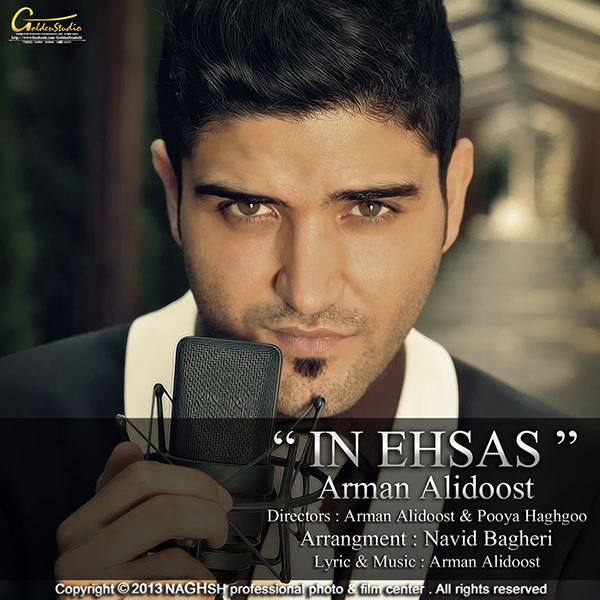 GoldenStudio
“ IN EHSAS ”
Arman Alidoost
Directors : Arman Alidoost & Pooya Haghgoo
Arrangment : Navid Bagheri
Lyric & Music : Arman Alidoost
Copyright © 2013 NAGHSH professional photo & film center . All rights reserved